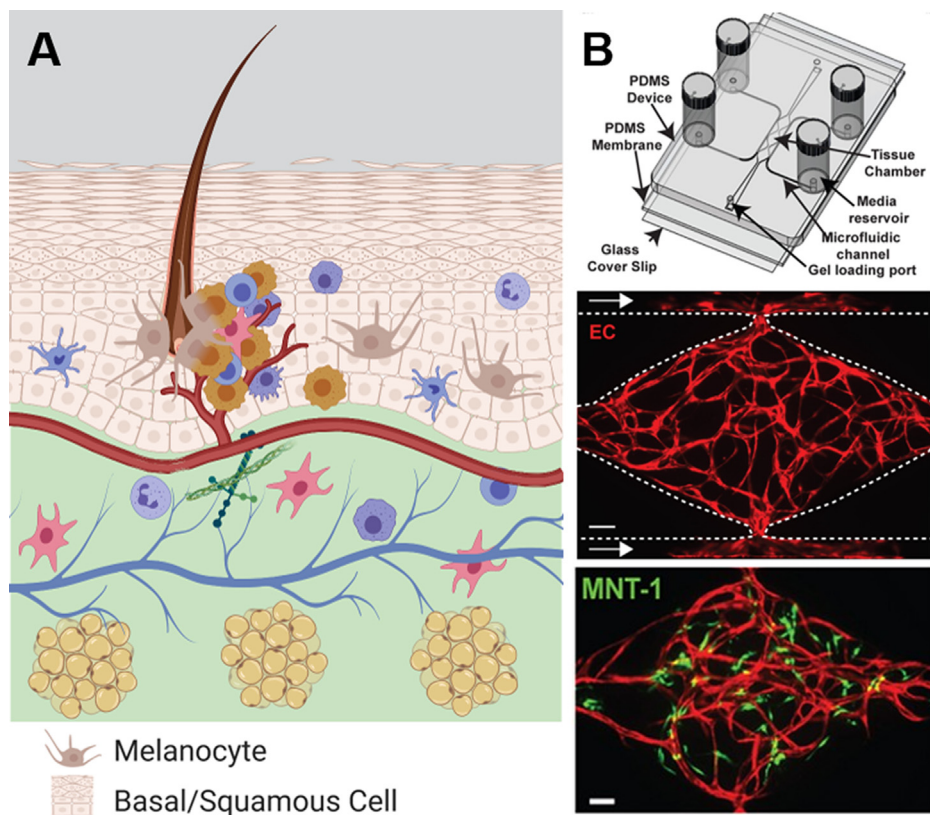 A
Melanocyte
Basal/Squamous Cell
B
PDMS
Device
PDMS
Membrane
Glass
Cover Slip
Tissue
Chamber
Media
reservoir
Microfluidic
channel
Gel loading port
EC
MNT-1